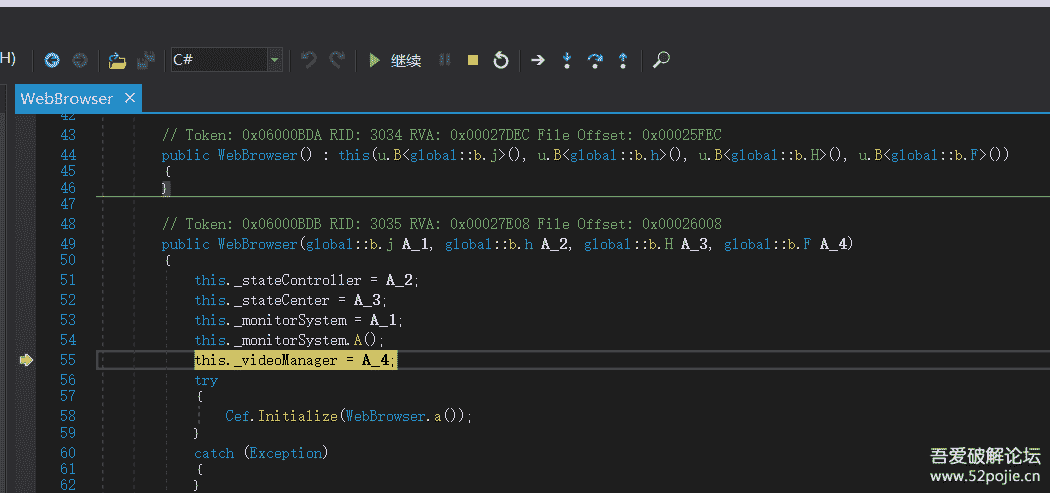 H)
C#
继续
WebBrowser ×
42
43 // Token: 0x06000BDA RID: 3034 RVA: 0x00027DEC File Offset: 0x00025FEC
44 public WebBrowser() : this(u.B<global::b.j>(), u.B<global::b.h>(), u.B<global::b.H>(), u.B<global::b.F>())
45 {
46 }
47
48 // Token: 0x06000BDB RID: 3035 RVA: 0x00027E08 File Offset: 0x00026008
49 public WebBrowser(global::b.j A_1, global::b.h A_2, global::b.H A_3, global::b.F A_4)
50 {
51 this._stateController = A_2;
52 this._stateCenter = A_3;
53 this._monitorSystem = A_1;
54 this._monitorSystem.A();
55 this._videoManager = A_4;
56 try
57 {
58 Cef.Initialize(WebBrowser.a());
59 }
60 catch (Exception)
61 {
62 }
吾爱破解论坛
www.52pojie.cn